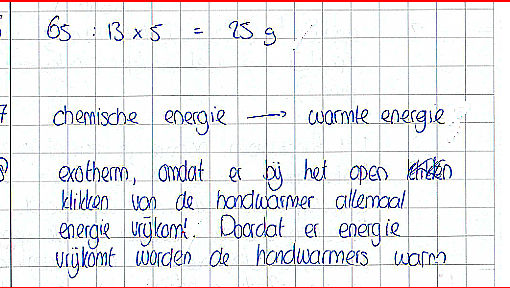 65 : 13 x 5 = 25 g
7 chemische energie → warmte energie
8 exotherm, omdat er bij het open
klikken van de handwarmer allemaal
energie vrijkomt. Doordat er energie
vrijkomt worden de handwarmers warm